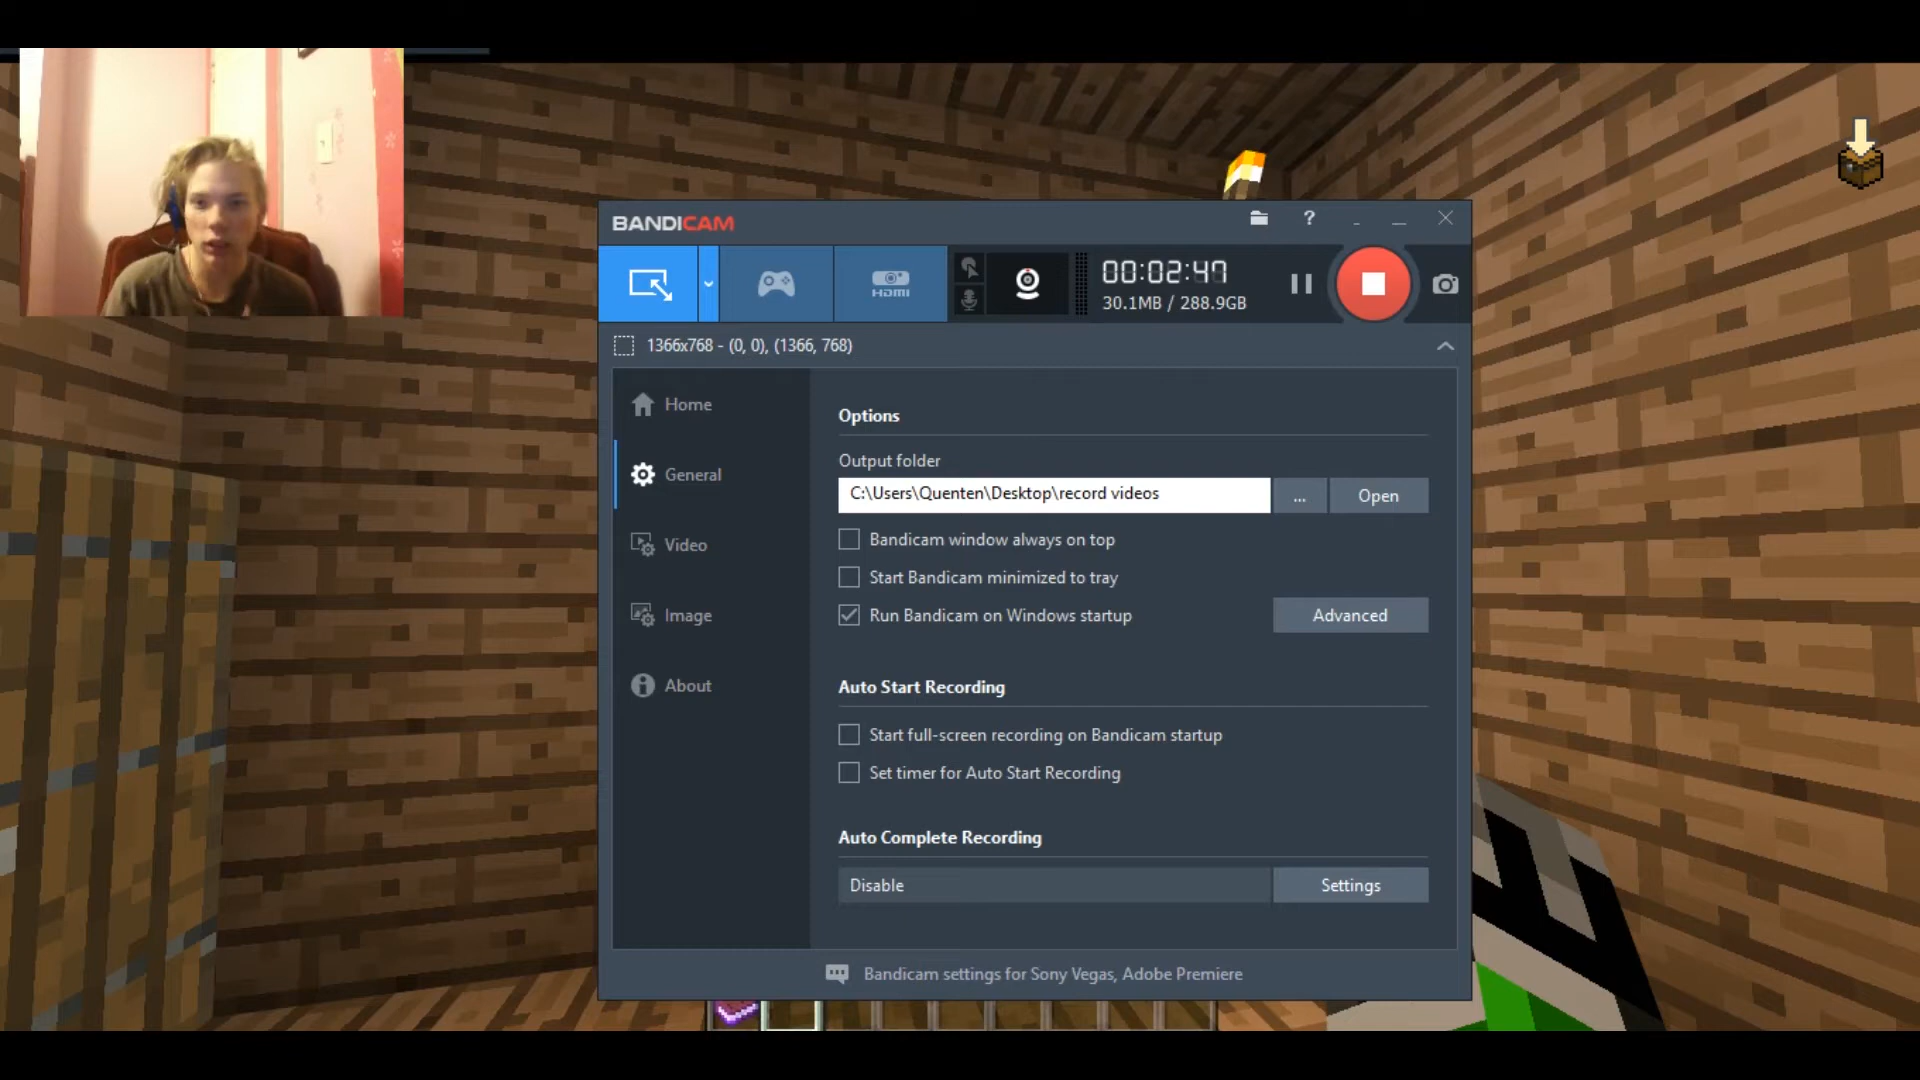 BANDICAM
?
HDMI
00:02:47
30.1MB / 288.9GB
1366x768 - (0, 0), (1366, 768)
Home
General
Video
Image
About
Options
Output folder
C:\Users\Quenten\Desktop\record videos
...
Open
Bandicam window always on top
Start Bandicam minimized to tray
Run Bandicam on Windows startup
Advanced
Auto Start Recording
Start full-screen recording on Bandicam startup
Set timer for Auto Start Recording
Auto Complete Recording
Disable
Settings
Bandicam settings for Sony Vegas, Adobe Premiere